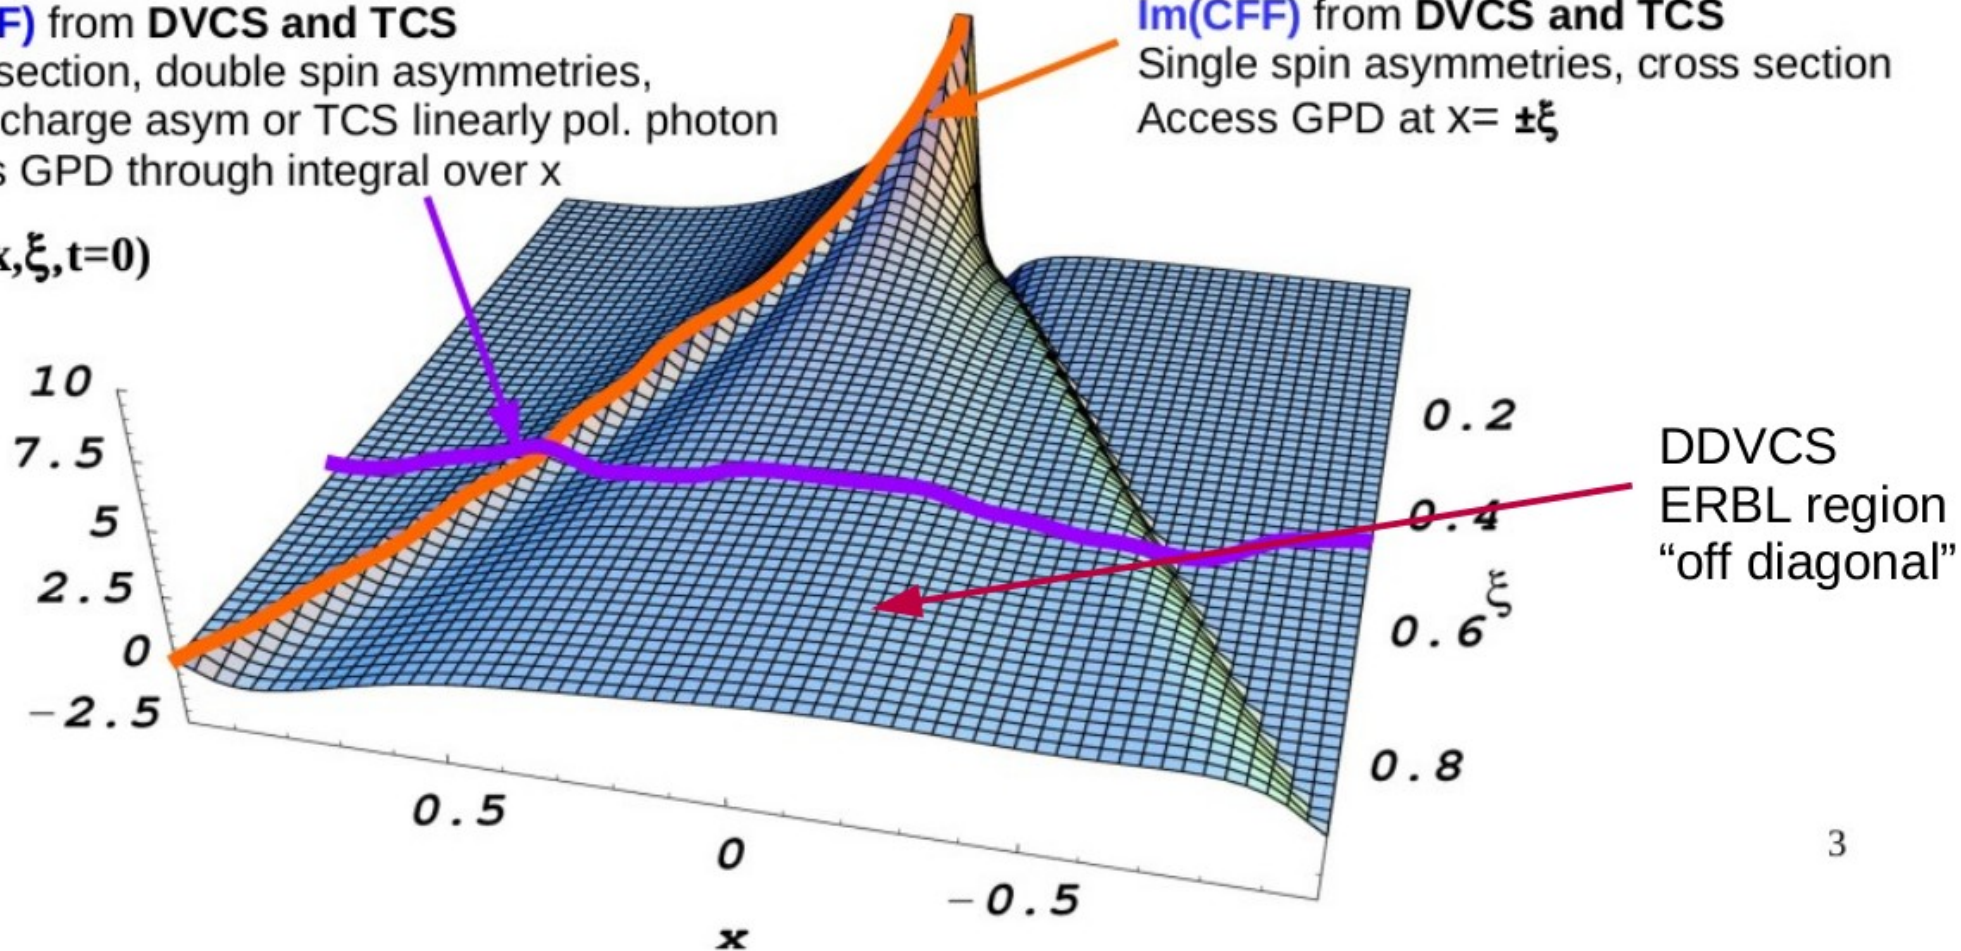 F) from DVCS and TCS
section, double spin asymmetries,
charge asym or TCS linearly pol. photon
s GPD through integral over x
Im(CFF) from DVCS and TCS
Single spin asymmetries, cross section
Access GPD at x= ±ξ
x,ξ,t=0)
10
7.5
5
2.5
0
−2.5
0.5
0
−0.5
x
0.2
0.4
ξ
0.6
0.8
DDVCS
ERBL region
“off diagonal”
3